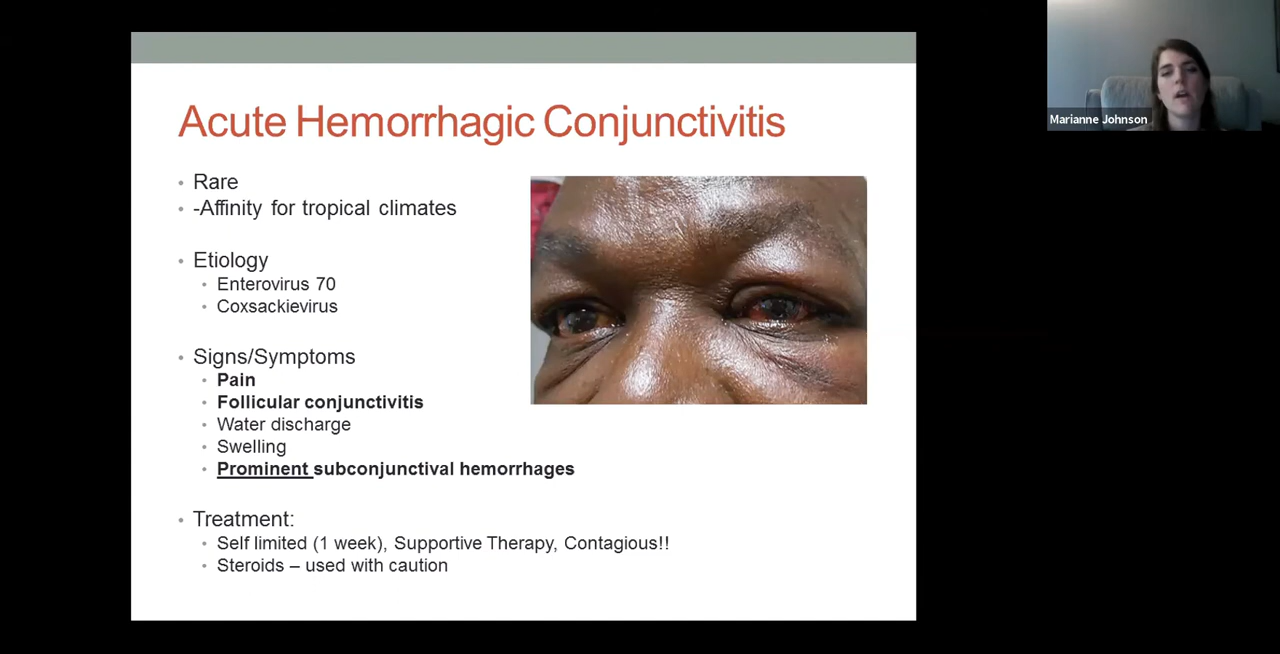 Acute Hemorrhagic Conjunctivitis
• Rare
• -Affinity for tropical climates
• Etiology
• Enterovirus 70
• Coxsackievirus
• Signs/Symptoms
• Pain
• Follicular conjunctivitis
• Water discharge
• Swelling
• Prominent subconjunctival hemorrhages
• Treatment:
• Self limited (1 week), Supportive Therapy, Contagious!!
• Steroids – used with caution
Marianne Johnson